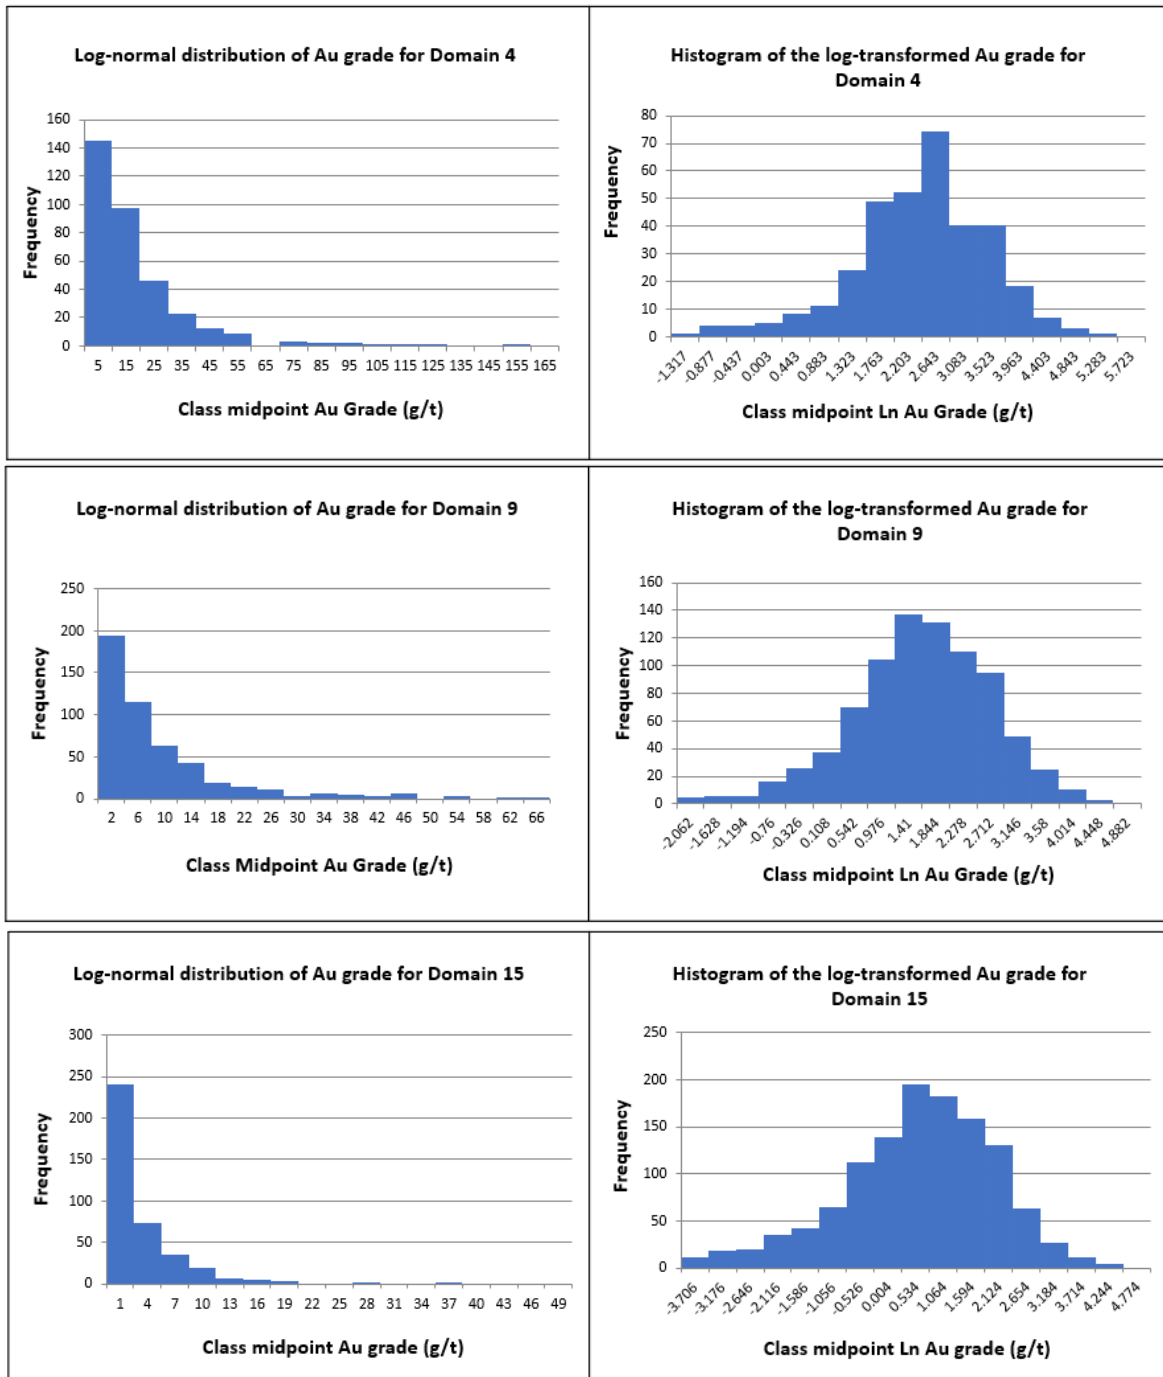 Log-normal distribution of Au grade for Domain 4
160
140
120
100
80
60
40
20
0
Frequency
5 15 25 35 45 55 65 75 85 95 105 115 125 135 145 155 165
Class midpoint Au Grade (g/t)
Histogram of the log-transformed Au grade for
Domain 4
80
70
60
50
40
30
20
10
0
Frequency
-1.317 -0.877 -0.437 0.003 0.443 0.883 1.323 1.763 2.203 2.643 3.083 3.523 3.963 4.403 4.843 5.283 5.723
Class midpoint Ln Au Grade (g/t)
Log-normal distribution of Au grade for Domain 9
250
200
150
100
50
0
Frequency
2 6 10 14 18 22 26 30 34 38 42 46 50 54 58 62 66
Class Midpoint Au Grade (g/t)
Histogram of the log-transformed Au grade for
Domain 9
160
140
120
100
80
60
40
20
0
Frequency
-2.062 -1.628 -1.194 -0.76 -0.326 0.108 0.542 0.976 1.41 1.844 2.278 2.712 3.146 3.58 4.014 4.448 4.882
Class midpoint Ln Au Grade (g/t)
Log-normal distribution of Au grade for Domain 15
300
250
200
150
100
50
0
Frequency
1 4 7 10 13 16 19 22 25 28 31 34 37 40 43 46 49
Class midpoint Au grade (g/t)
Histogram of the log-transformed Au grade for
Domain 15
250
200
150
100
50
0
Frequency
-3.706 -3.176 -2.646 -2.116 -1.586 -1.056 -0.526 0.004 0.534 1.064 1.594 2.124 2.654 3.184 3.714 4.244 4.774
Class midpoint Ln Au grade (g/t)